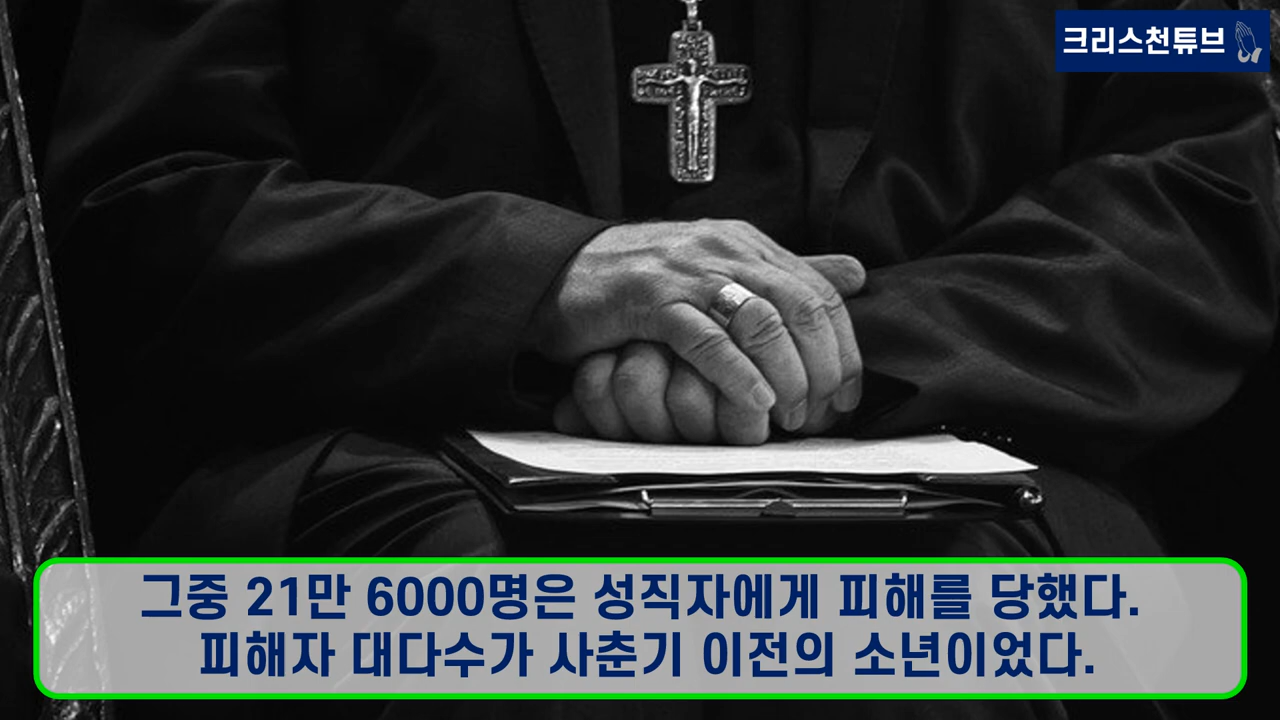 크리스천튜브
그중 21만 6000명은 성직자에게 피해를 당했다.
피해자 대다수가 사춘기 이전의 소년이었다.